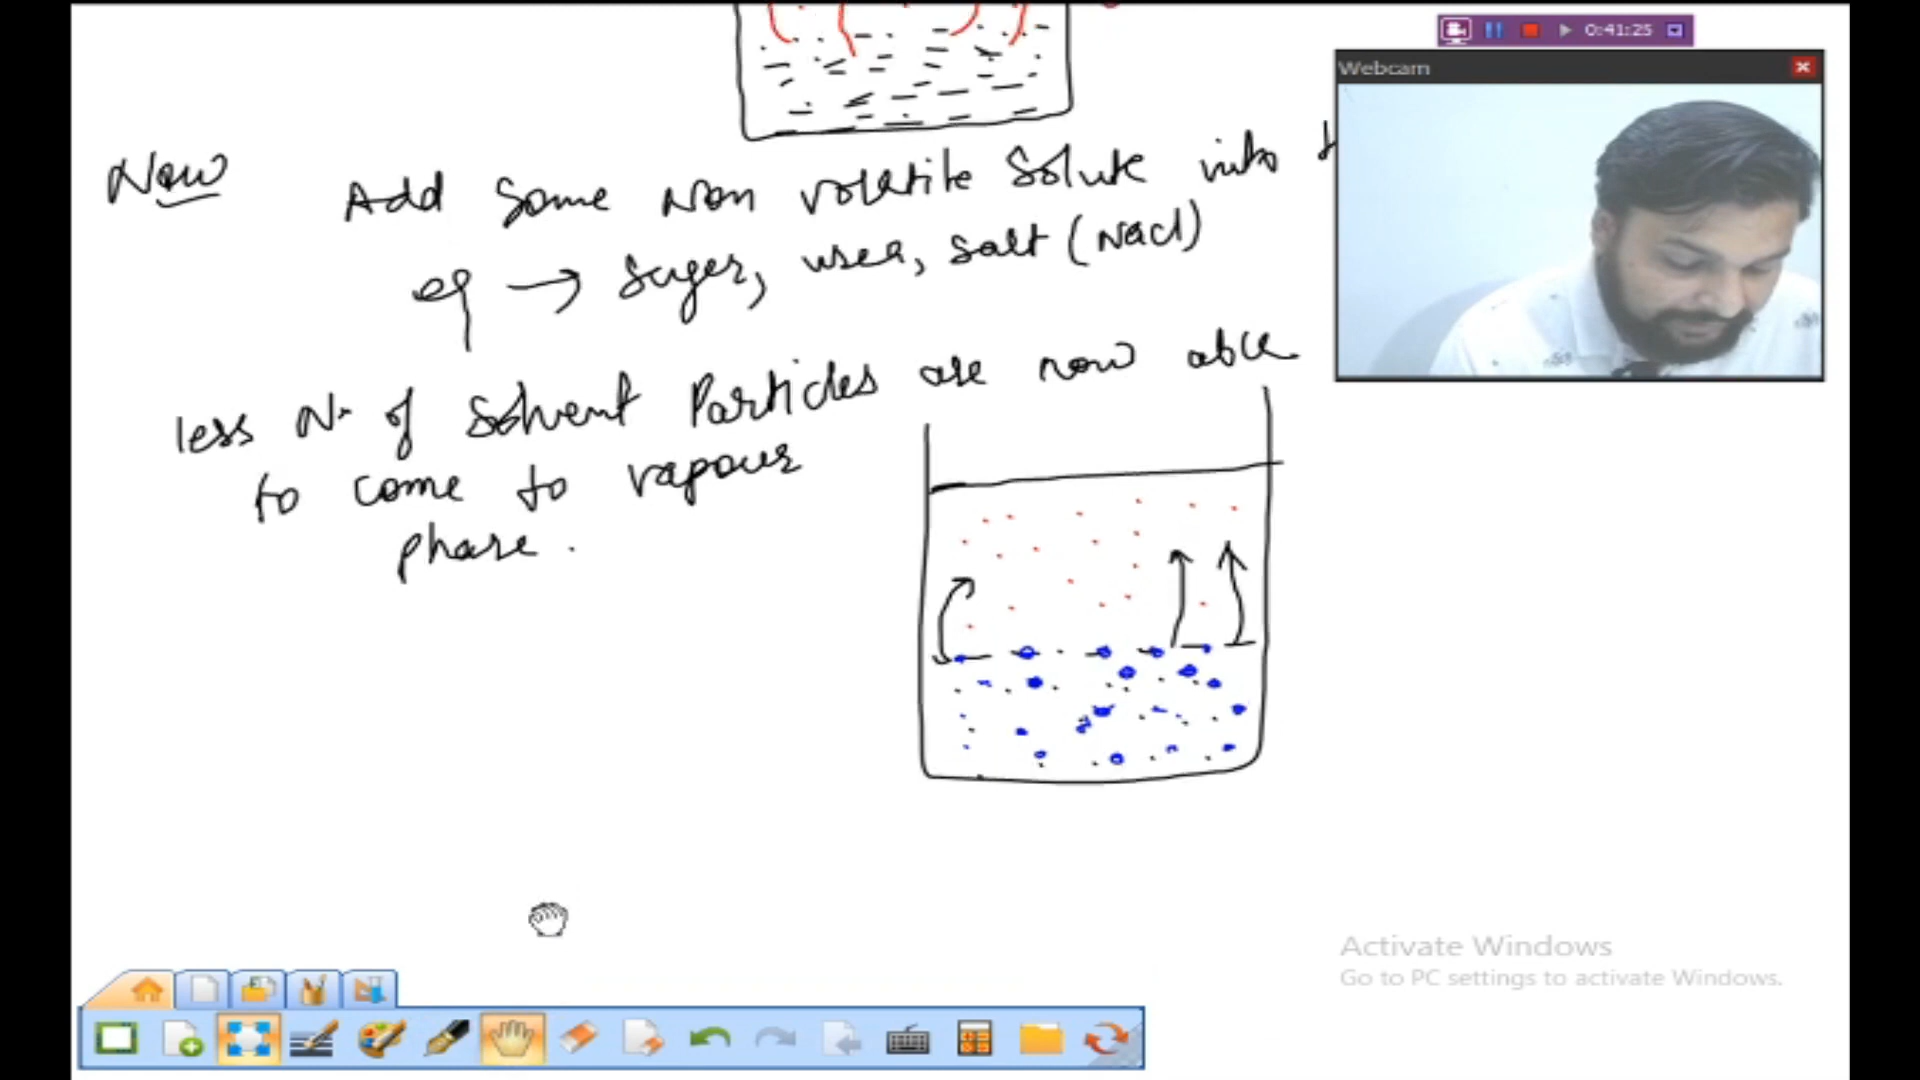 0:41:25
Webcam
Now Add Some Non volatile Solute into
eg → Suger, urea, salt (Nacl)
less No. of Solvent Particles are now able
to come to vapour
phase.
Activate Windows
Go to PC settings to activate Windows.